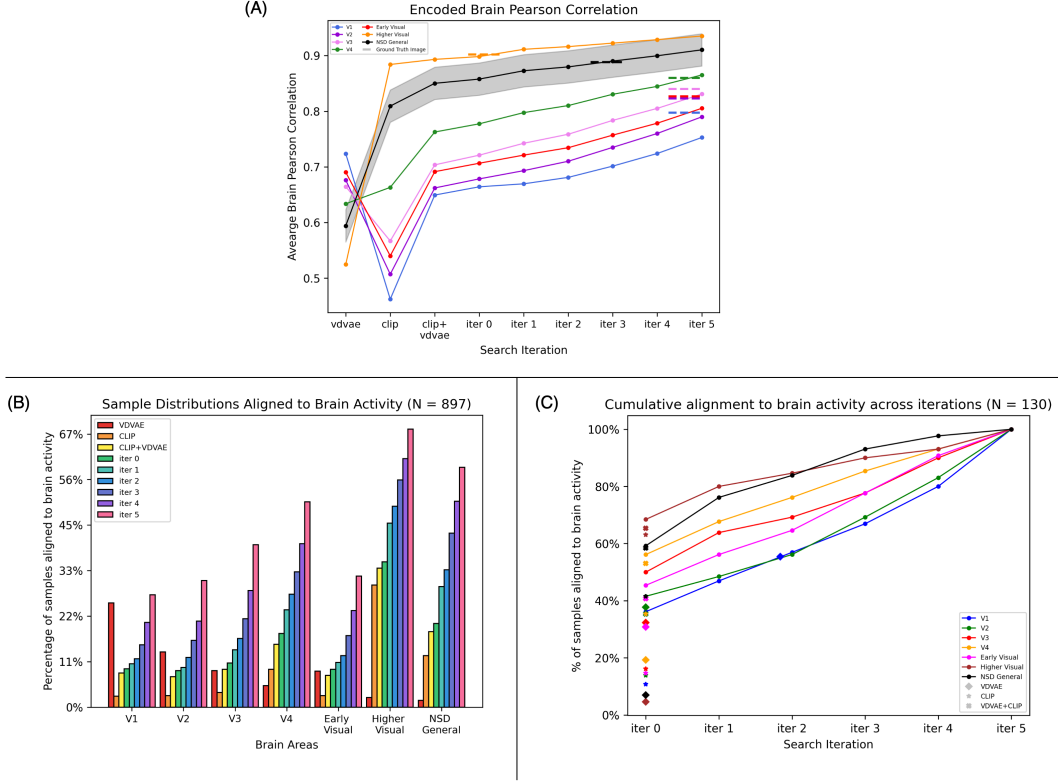 (A)
Encoded Brain Pearson Correlation
V1
V2
V3
V4
Early Visual
Higher Visual
NSD General
Ground Truth Image
Avearge Brain Pearson Correlation
0.9
0.8
0.7
0.6
0.5
vdvae
clip
clip+
vdvae
iter 0
iter 1
iter 2
iter 3
iter 4
iter 5
Search Iteration
(B)
Sample Distributions Aligned to Brain Activity (N = 897)
VDVAE
CLIP
CLIP+VDVAE
iter 0
iter 1
iter 2
iter 3
iter 4
iter 5
Percentage of samples aligned to brain activity
67%
56%
45%
33%
22%
11%
0%
V1
V2
V3
V4
Early
Visual
Higher
Visual
NSD
General
Brain Areas
(C)
Cumulative alignment to brain activity across iterations (N = 130)
% of samples aligned to brain activity
100%
80%
60%
40%
20%
0%
V1
V2
V3
V4
Early Visual
Higher Visual
NSD General
VDVAE
CLIP
VDVAE+CLIP
iter 0
iter 1
iter 2
iter 3
iter 4
iter 5
Search Iteration